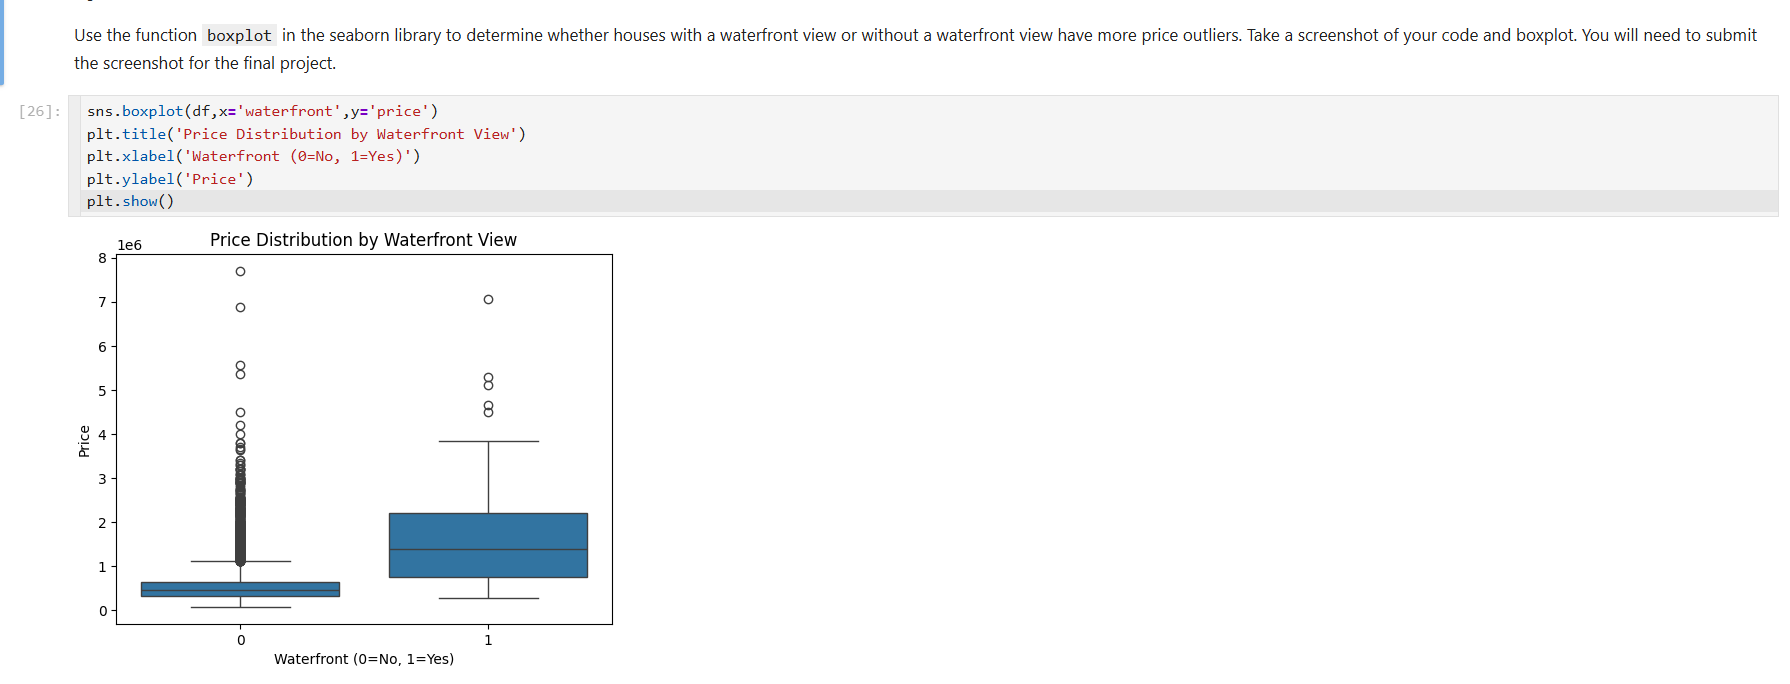 Use the function boxplot in the seaborn library to determine whether houses with a waterfront view or without a waterfront view have more price outliers. Take a screenshot of your code and boxplot. You will need to submit
the screenshot for the final project.
[26]:
sns.boxplot(df,x='waterfront',y='price')
plt.title('Price Distribution by Waterfront View')
plt.xlabel('Waterfront (0=No, 1=Yes)')
plt.ylabel('Price')
plt.show()
Price Distribution by Waterfront View
1e6
8
7
6
5
4
3
2
1
0
Price
0 1
Waterfront (0=No, 1=Yes)